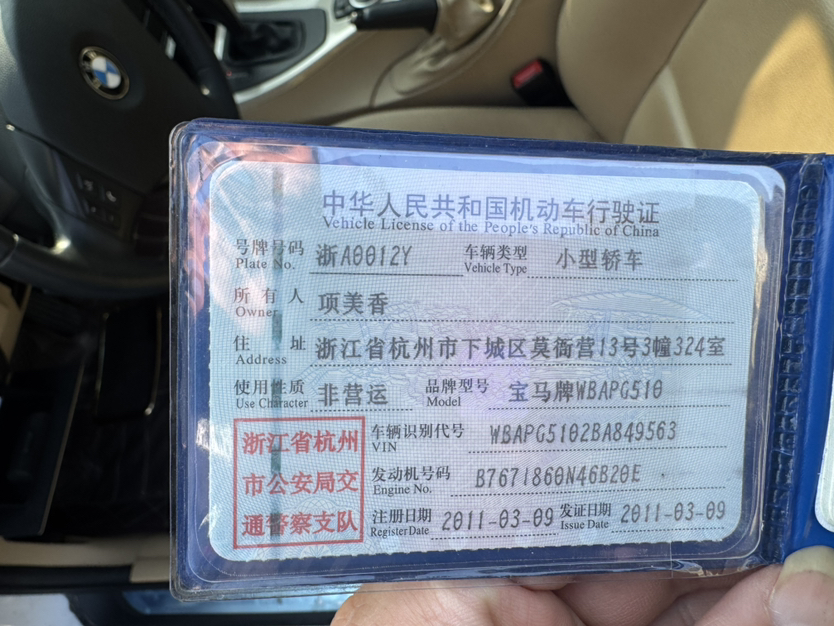 中华人民共和国机动车行驶证
Vehicle License of the People's Republic of China
号牌号码 浙A0012Y 车辆类型 小型轿车
Plate No. Vehicle Type
所有人 项美香
Owner
住址 浙江省杭州市下城区莫衙营13号3幢324室
Address
使用性质 非营运 品牌型号 宝马牌WBAPG510
Use Character Model
浙江省杭州 车辆识别代号 WBAPG5102BA849563
VIN
市公安局交 发动机号码 B7671860N46B20E
Engine No.
通警察支队 注册日期 2011-03-09 发证日期 2011-03-09
Register Date Issue Date